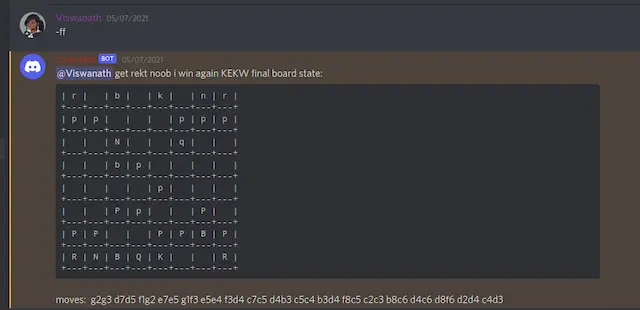 Viswanath 05/07/2021
-ff
BOT 05/07/2021
@Viswanath get rekt noob i win again KEKW final board state:
| r |   | b |   | k |   | n | r |
+---+---+---+---+---+---+---+---+
| p | p |   |   |   | p | p | p |
+---+---+---+---+---+---+---+---+
|   |   | N |   |   | q |   |   |
+---+---+---+---+---+---+---+---+
|   |   | b | p |   |   |   |   |
+---+---+---+---+---+---+---+---+
|   |   |   |   | p |   |   |   |
+---+---+---+---+---+---+---+---+
|   |   | P | p |   |   | P |   |
+---+---+---+---+---+---+---+---+
| P | P |   |   | P | P | B | P |
+---+---+---+---+---+---+---+---+
| R | N | B | Q | K |   |   | R |
+---+---+---+---+---+---+---+---+
moves: g2g3 d7d5 f1g2 e7e5 g1f3 e5e4 f3d4 c7c5 d4b3 c5c4 b3d4 f8c5 c2c3 b8c6 d4c6 d8f6 d2d4 c4d3